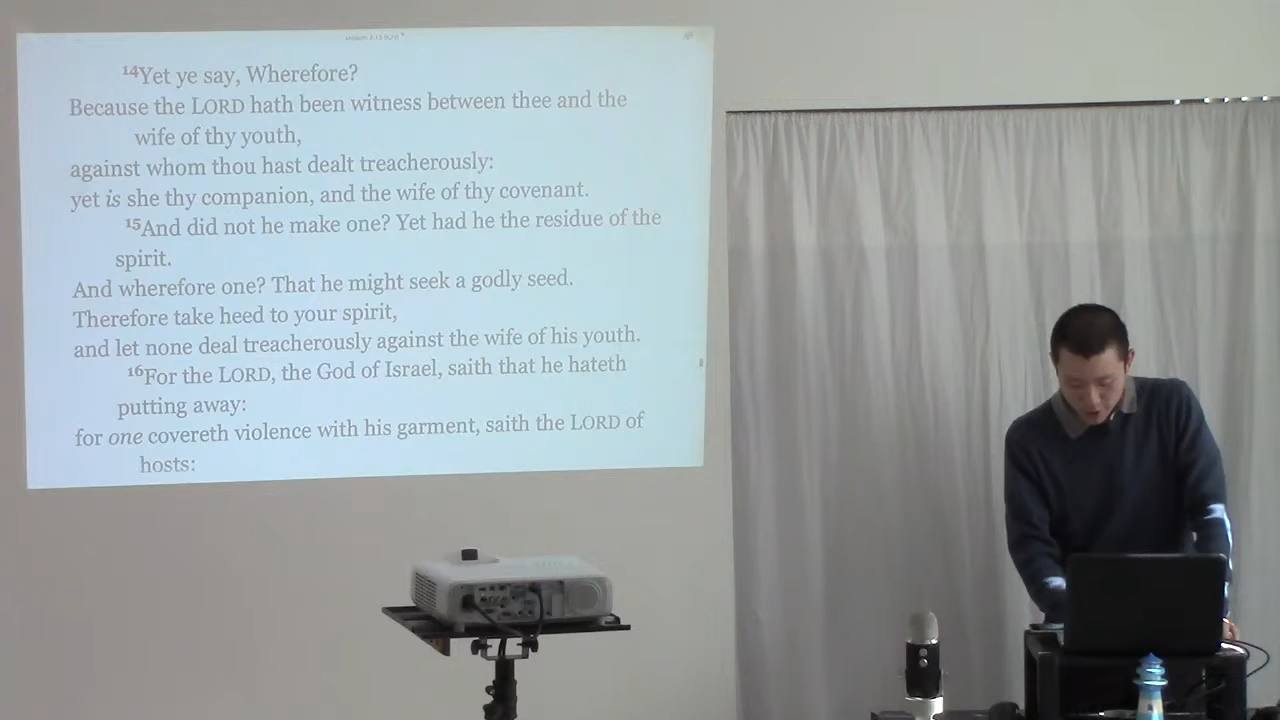 ¹⁴Yet ye say, Wherefore?
Because the LORD hath been witness between thee and the
wife of thy youth,
against whom thou hast dealt treacherously:
yet is she thy companion, and the wife of thy covenant.
¹⁵And did not he make one? Yet had he the residue of the
spirit.
And wherefore one? That he might seek a godly seed.
Therefore take heed to your spirit,
and let none deal treacherously against the wife of his youth.
¹⁶For the LORD, the God of Israel, saith that he hateth
putting away:
for one covereth violence with his garment, saith the LORD of
hosts: